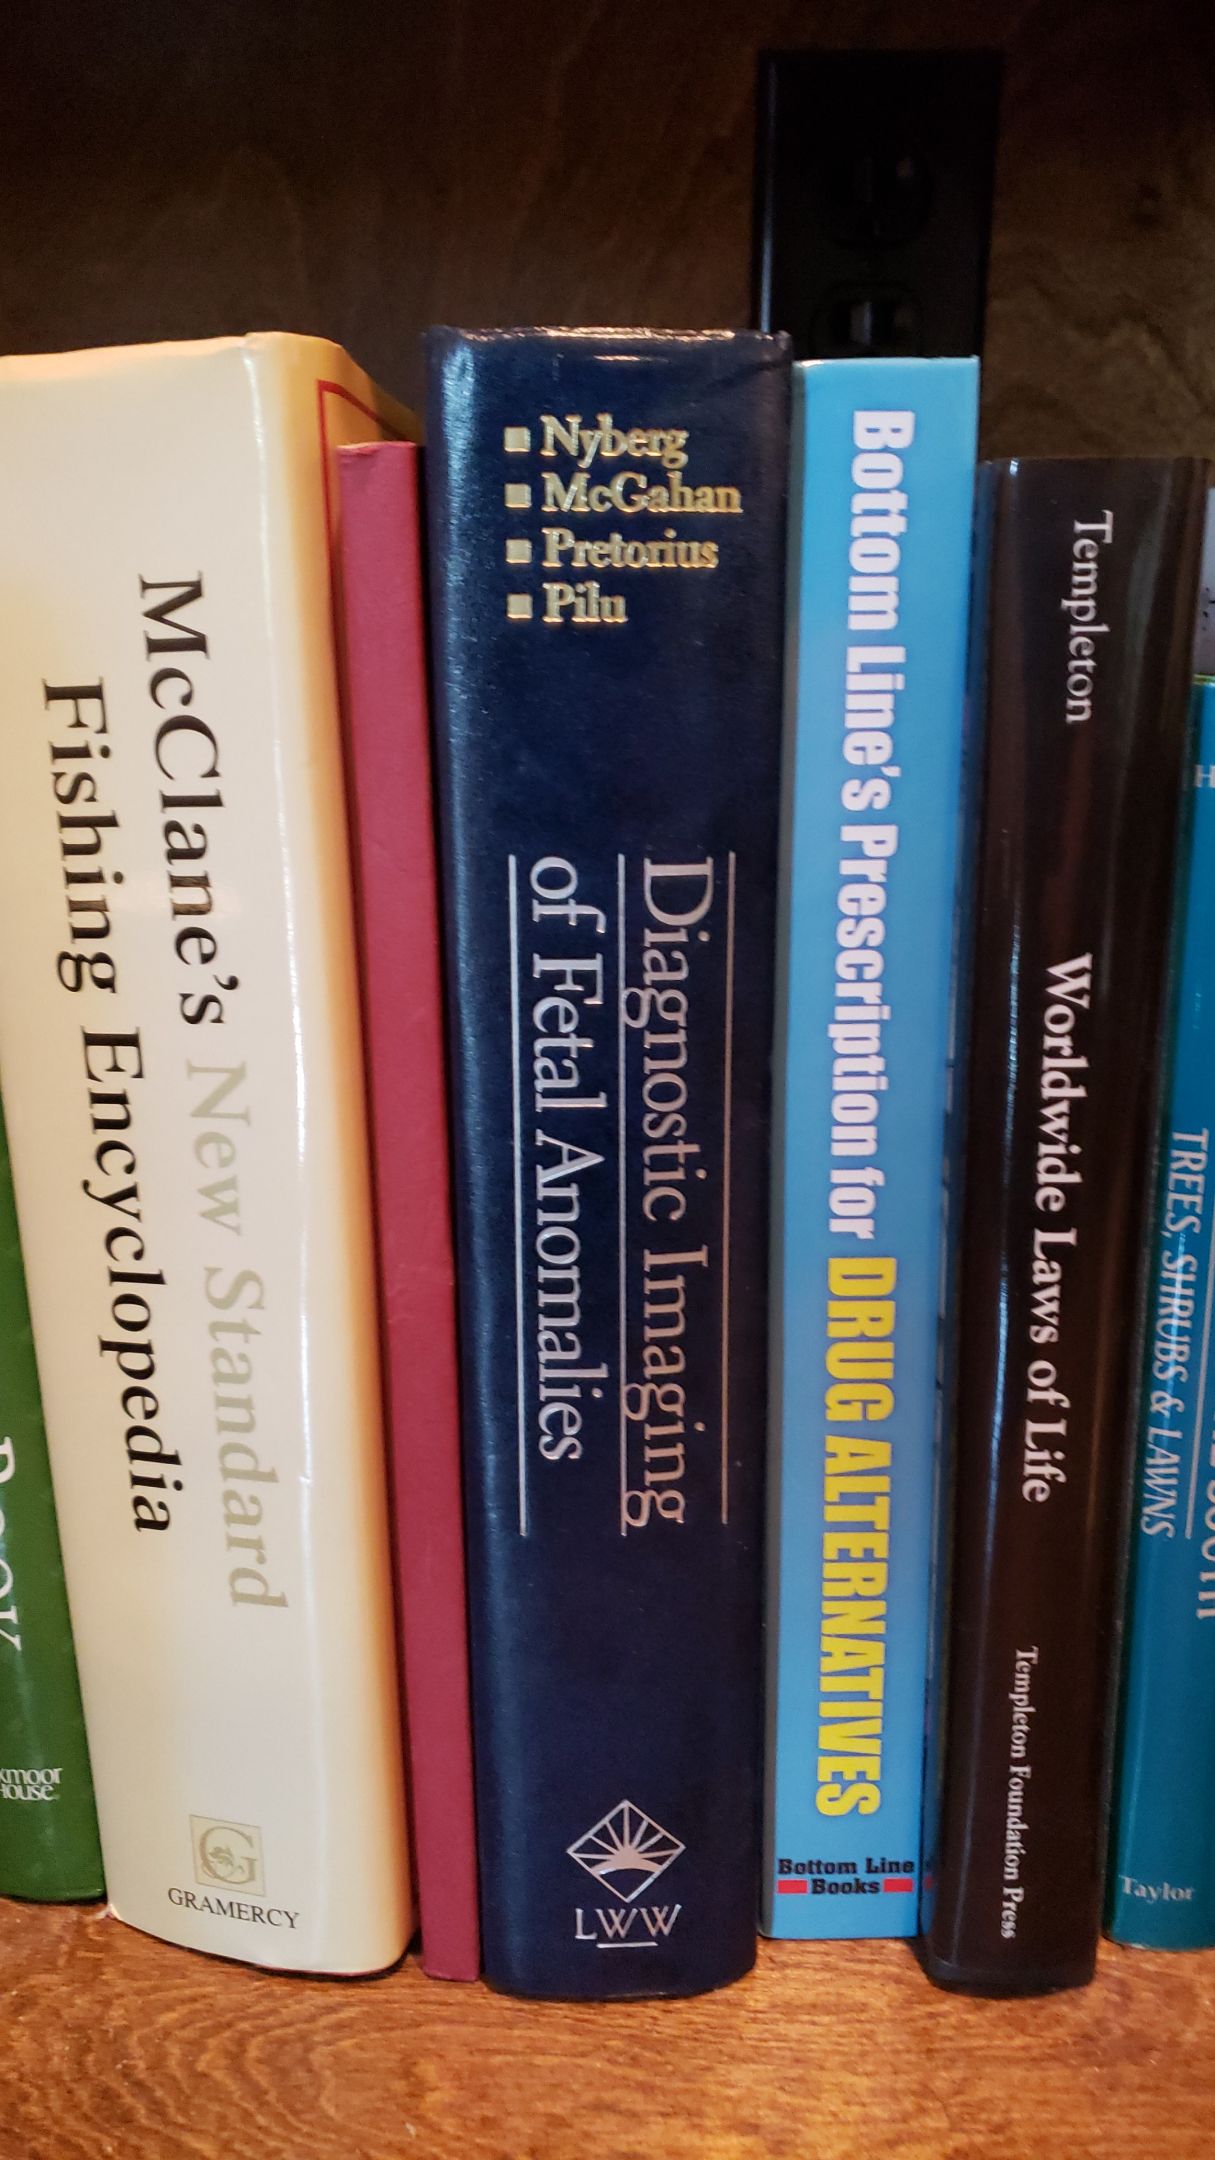 McClane's New Standard
Fishing Encyclopedia
GRAMERCY
Nyberg
McGahan
Pretorius
Pilu
Diagnostic Imaging
of Fetal Anomalies
LWW
Bottom Line's Prescription for DRUG ALTERNATIVES
Bottom Line
Books
Templeton
Worldwide Laws of Life
Templeton Foundation Press
TREES, SHRUBS & LAWNS
Taylor